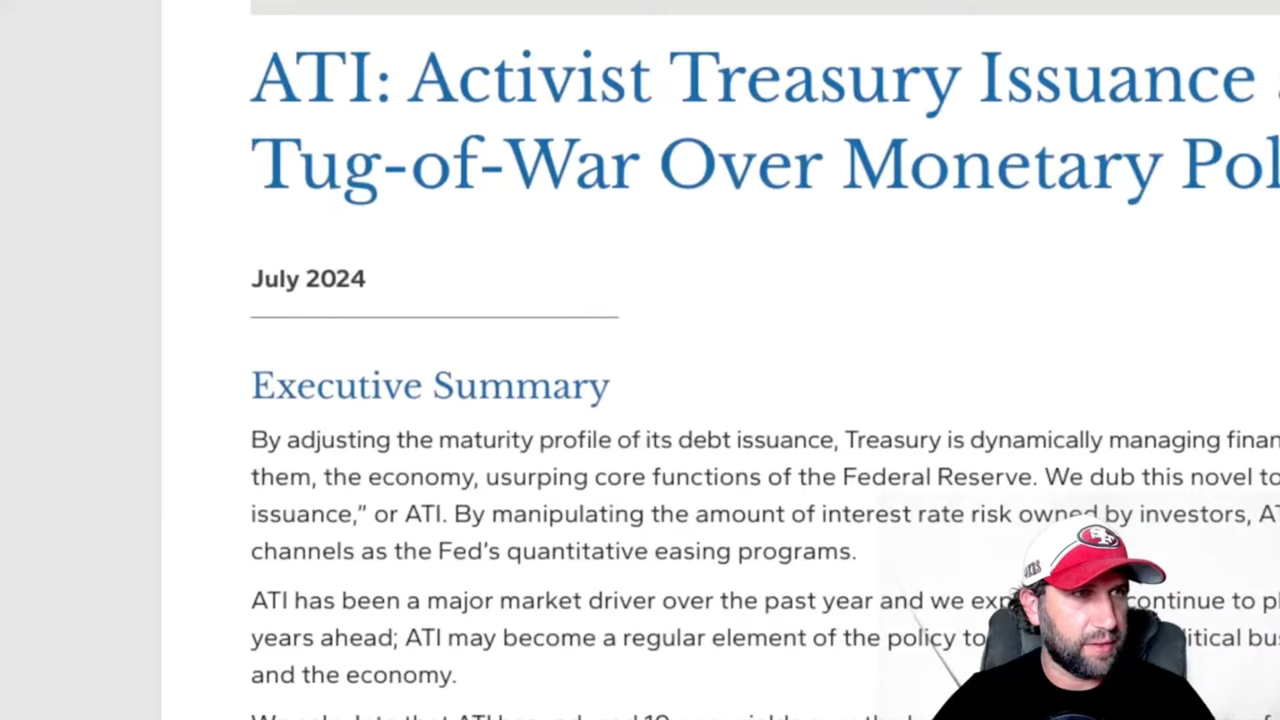 ATI: Activist Treasury Issuance
Tug-of-War Over Monetary Pol
July 2024
Executive Summary
By adjusting the maturity profile of its debt issuance, Treasury is dynamically managing finan
them, the economy, usurping core functions of the Federal Reserve. We dub this novel to
issuance,” or ATI. By manipulating the amount of interest rate risk owned by investors, AT
channels as the Fed’s quantitative easing programs.
ATI has been a major market driver over the past year and we exp continue to pl
years ahead; ATI may become a regular element of the policy to litical bus
and the economy.